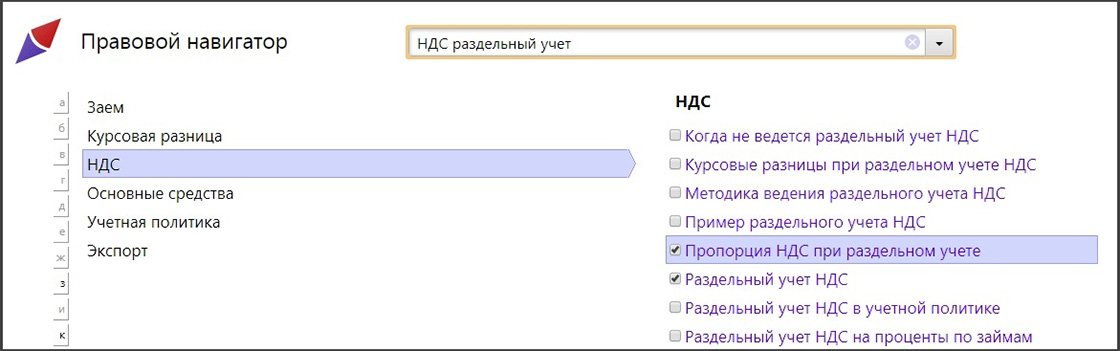 Правовой навигатор
НДС раздельный учет
а
б
в
г
д
е
ж
з
и
к
Заем
Курсовая разница
НДС
Основные средства
Учетная политика
Экспорт
НДС
Когда не ведется раздельный учет НДС
Курсовые разницы при раздельном учете НДС
Методика ведения раздельного учета НДС
Пример раздельного учета НДС
Пропорция НДС при раздельном учете
Раздельный учет НДС
Раздельный учет НДС в учетной политике
Раздельный учет НДС на проценты по займам